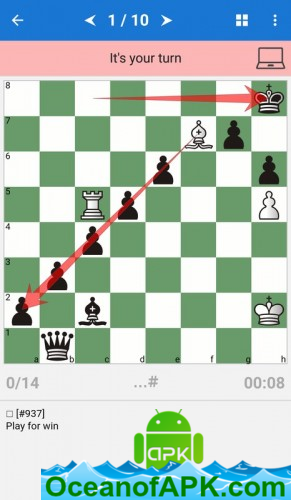 1 / 10
It's your turn
8
7
6
5
4
3
2
1
a b c d e f g h
0/14 ...# 00:08
□ [#937]
Play for win
APK
OceanofAPK.com